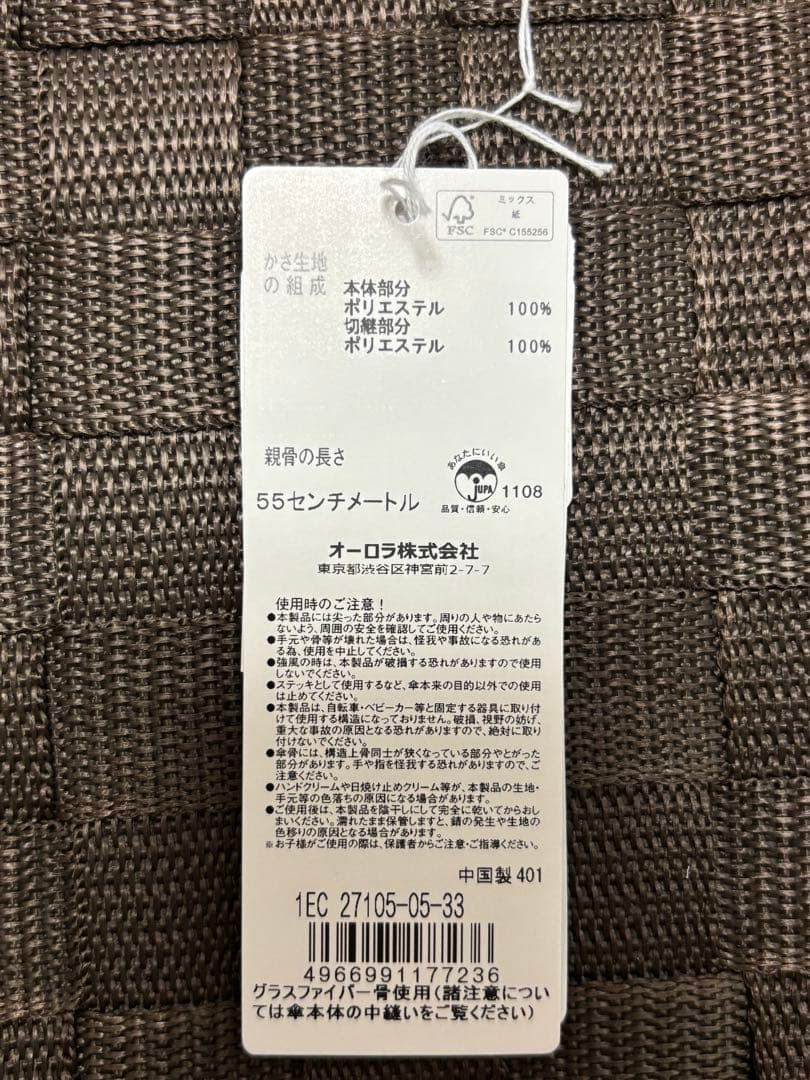 ミックス
紙
FSC
FSC® C155256
かさ生地
の組成
本体部分
ポリエステル 100%
切継部分
ポリエステル 100%
親骨の長さ
55センチメートル
あなたにいい傘
JUPA
1108
品質・信頼・安心
オーロラ株式会社
東京都渋谷区神宮前2-7-7
使用時のご注意！
●本製品には尖った部分があります。周りの人や物にあたら
ないよう、周囲の安全を確認してご使用ください。
●手元や骨等が壊れた場合は、怪我や事故になる恐れがあ
る為、使用を中止してください。
●強風の時は、本製品が破損する恐れがありますので使用
しないでください。
●ステッキとして使用するなど、傘本来の目的以外での使用
は止めてください。
●本製品は、自転車・ベビーカー等と固定する器具に取り付
けて使用する構造になっておりません。破損、視野の妨げ、
重大な事故の原因となる恐れがありますので、絶対に取り
付けないでください。
●傘骨には、構造上骨同士が狭くなっている部分やとがった
部分があります。手や指を怪我する恐れがありますので、ご
注意ください。
●ハンドクリームや日焼け止めクリーム等が、本製品の生地・
手元等の色落ちの原因になる場合があります。
●ご使用後は、本製品を陰干しにして完全に乾いてからおし
まいください。濡れたまま保管しますと、錆の発生や生地の
色移りの原因となる場合があります。
※お子様がご使用の際は、保護者からご注意・ご指導ください。
中国製 401
1EC 27105-05-33
4966991177236
グラスファイバー骨使用(諸注意につい
ては傘本体の中縫いをご覧ください)